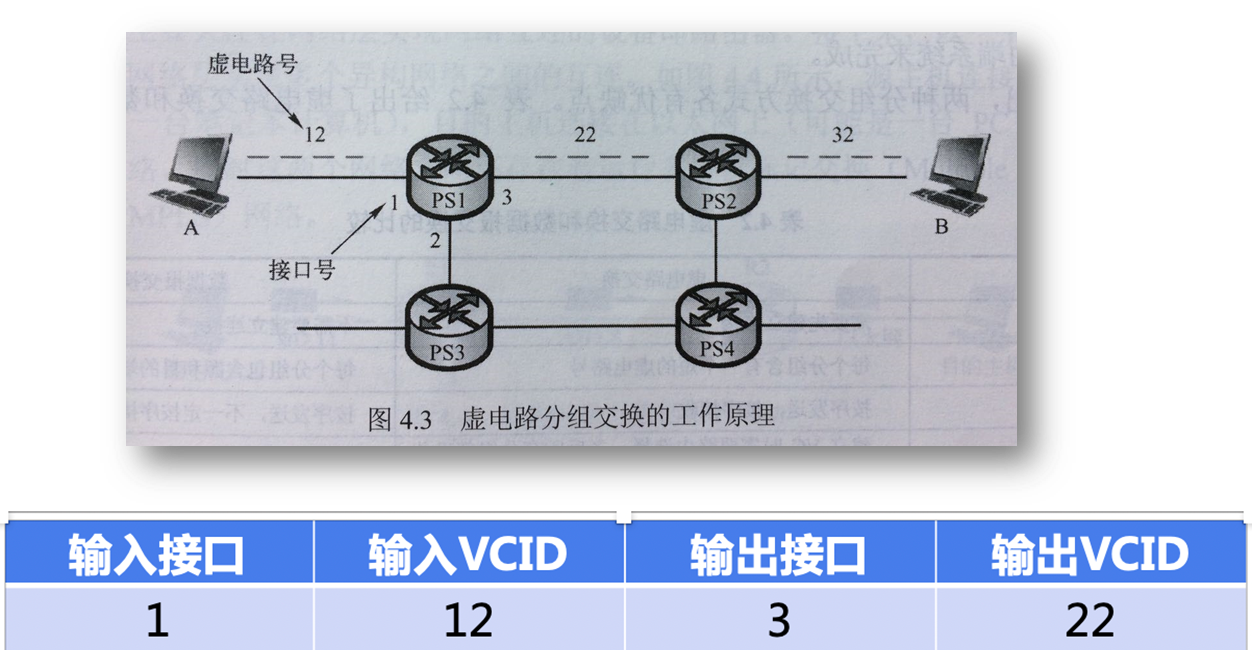 虚电路号
12
22
32
PS1
PS2
1
3
A
B
2
接口号
PS3
PS4
图 4.3 虚电路分组交换的工作原理
输入接口 输入VCID 输出接口 输出VCID
1 12 3 22